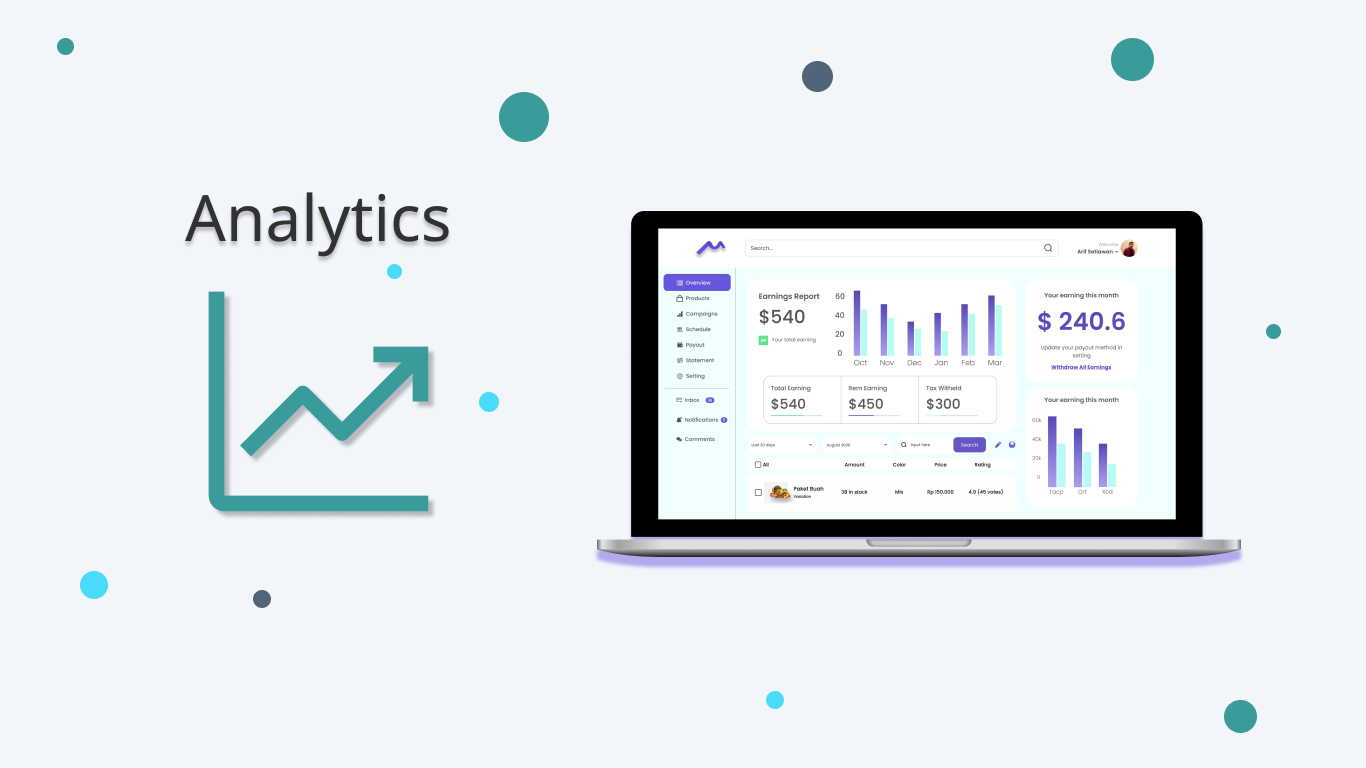 Analytics
Search...
Welcome
Arif Setiawan
Overview
Products
Campaigns
Schedule
Payout
Statement
Setting
Inbox
Notifications
Comments
Earnings Report
$540
Your total earning
60
40
20
0
Oct Nov Dec Jan Feb Mar
Total Earning
$540
Item Earning
$450
Tax Witheld
$300
Last 30 days
August 2020
Input here
Search
All Amount Color Price Rating
Paket Buah
Variation
38 in stock Mix Rp 150.000 4.9 (45 votes)
Your earning this month
$ 240.6
Update your payout method in
setting
Withdraw All Earnings
Your earning this month
60k
40k
20k
0
Tacp Qrt Xcd